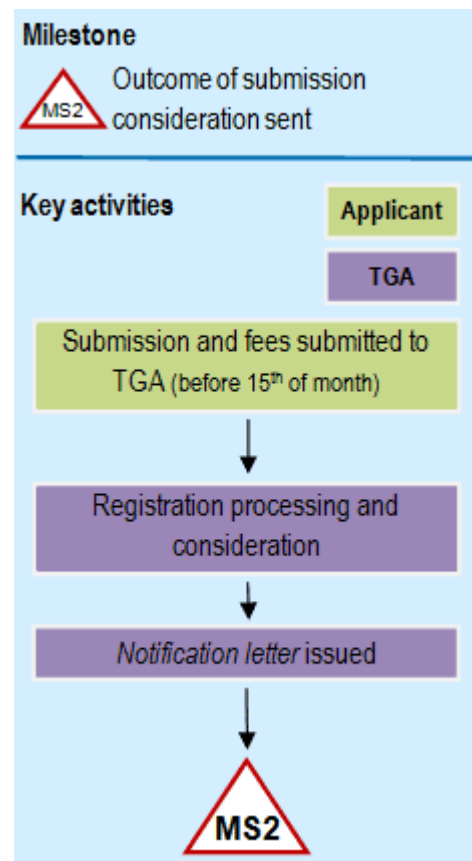 Milestone
MS2
Outcome of submission
consideration sent
Key activities
Applicant
TGA
Submission and fees submitted to
TGA (before 15th of month)
Registration processing and
consideration
Notification letter issued
MS2